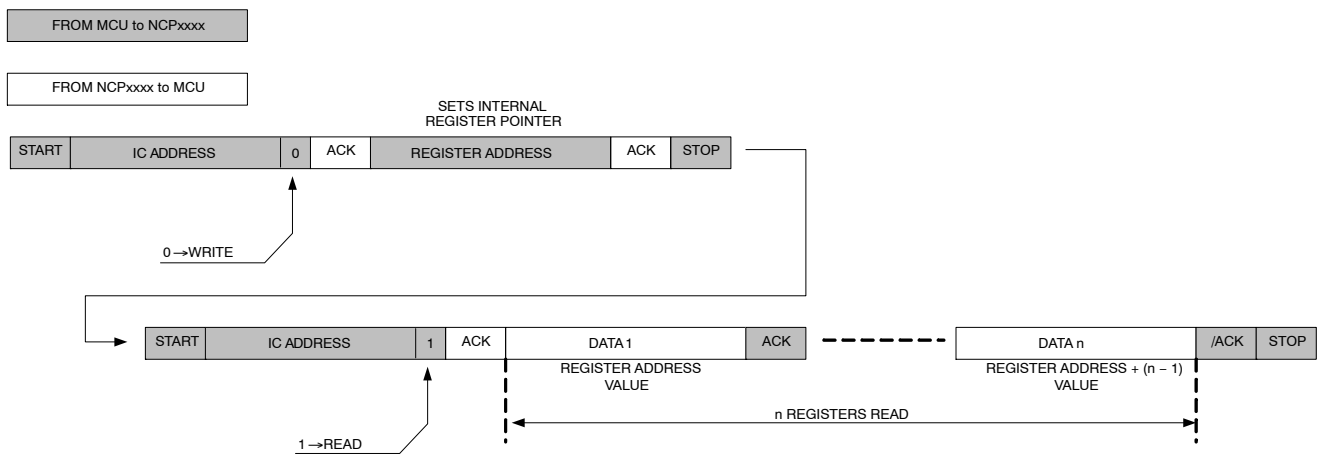 FROM MCU to NCPxxxx
FROM NCPxxxx to MCU
SETS INTERNAL
REGISTER POINTER
START IC ADDRESS 0 ACK REGISTER ADDRESS ACK STOP
0→WRITE
START IC ADDRESS 1 ACK DATA 1 ACK DATA n /ACK STOP
REGISTER ADDRESS
VALUE
REGISTER ADDRESS + (n − 1)
VALUE
n REGISTERS READ
1→READ